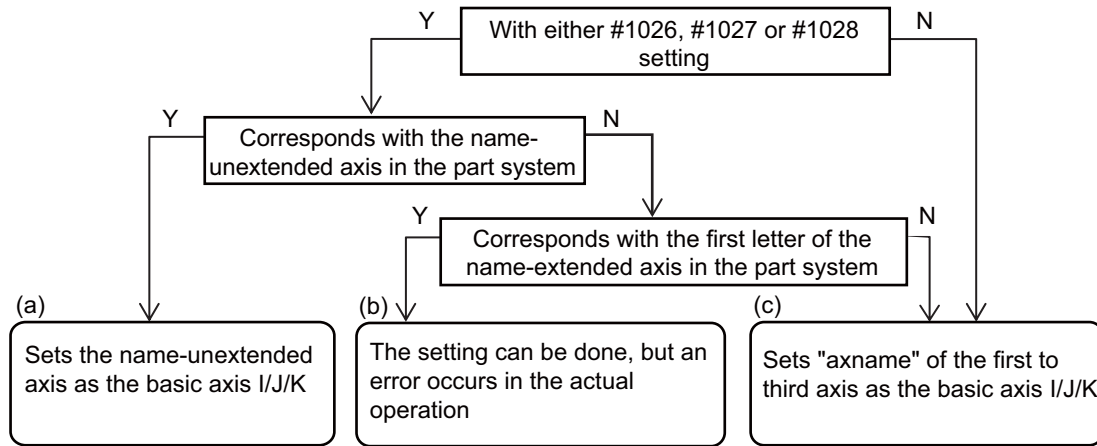 Y
With either #1026, #1027 or #1028
setting
N
Y
Corresponds with the name-
unextended axis in the part system
N
Y
Corresponds with the first letter of the
name-extended axis in the part system
N
(a)
Sets the name-unextended
axis as the basic axis I/J/K
(b)
The setting can be done, but an
error occurs in the actual
operation
(c)
Sets "axname" of the first to
third axis as the basic axis I/J/K